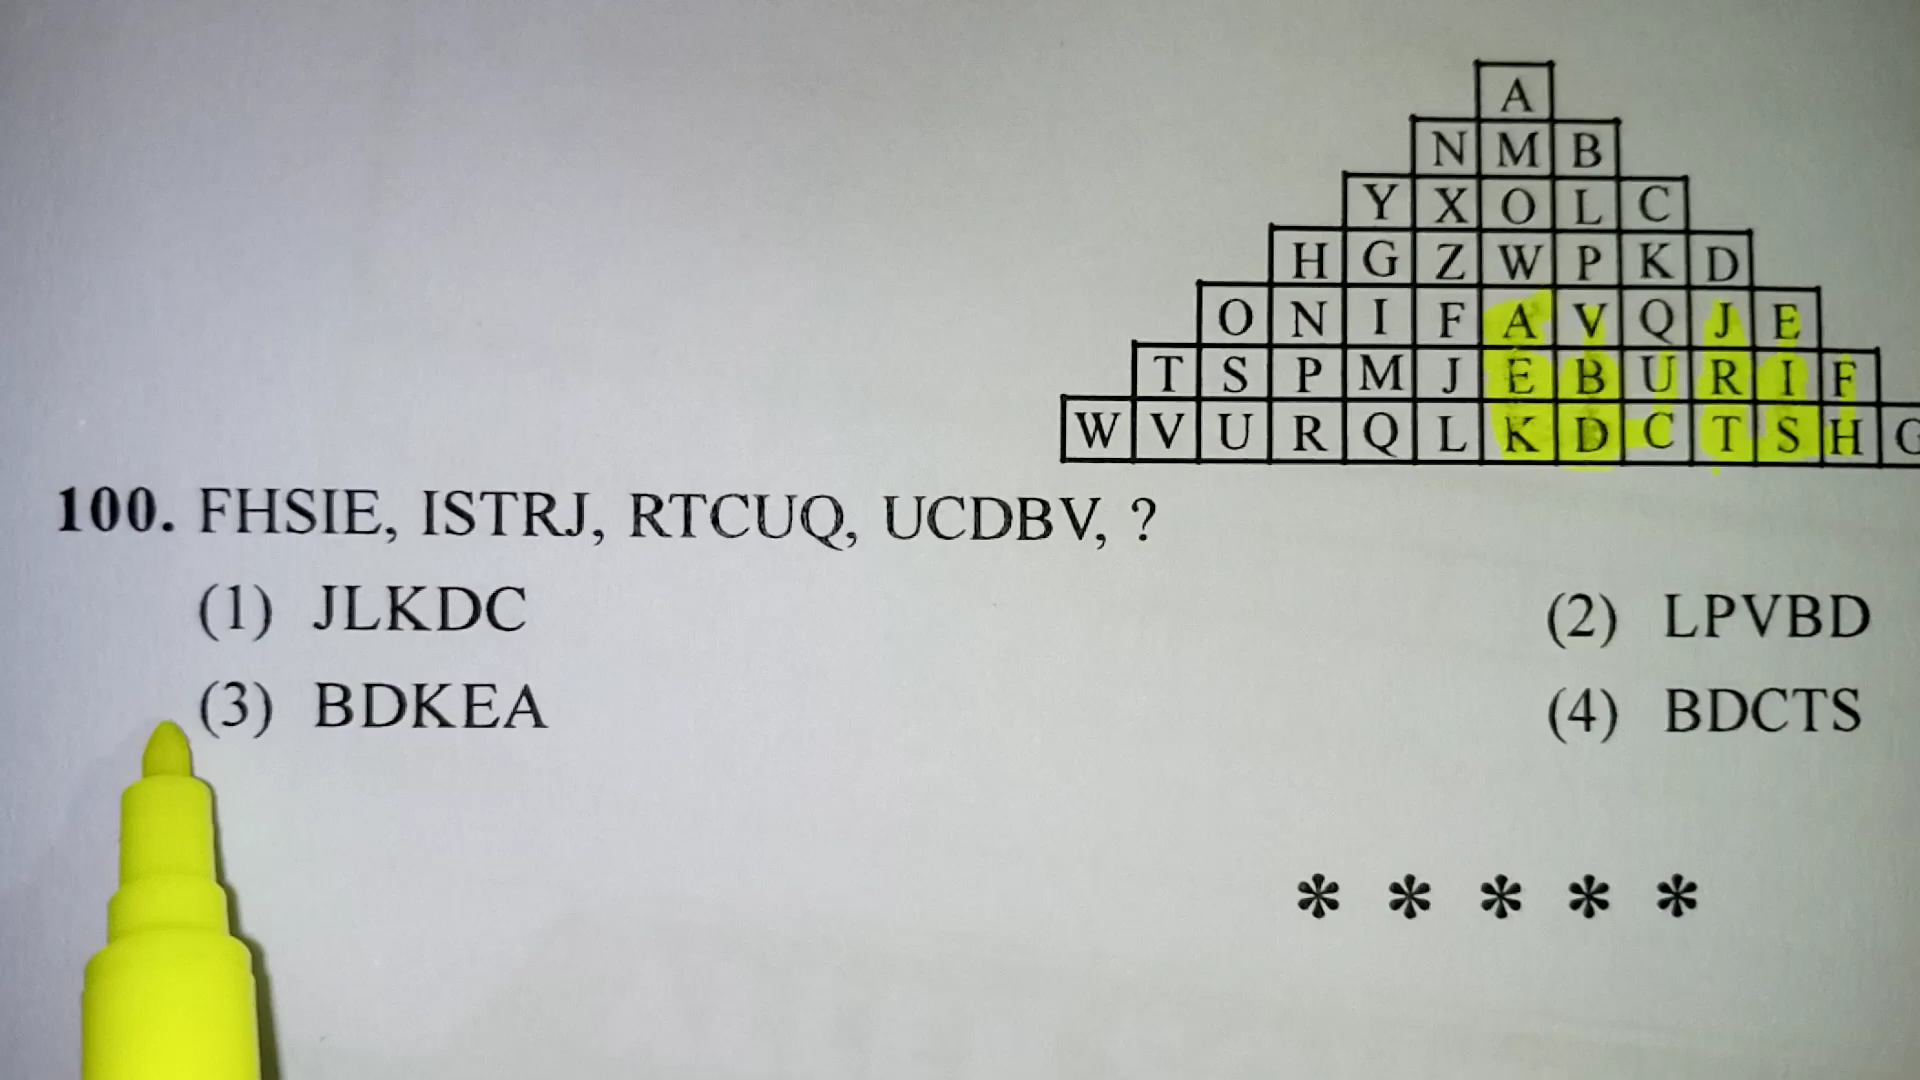 A
N M B
Y X O L C
H G Z W P K D
O N I F A V Q J E
T S P M J E B U R I F
W V U R Q L K D C T S H G
100. FHSIE, ISTRJ, RTCUQ, UCDBV, ?
(1) JLKDC (2) LPVBD
(3) BDKEA (4) BDCTS
* * * * *